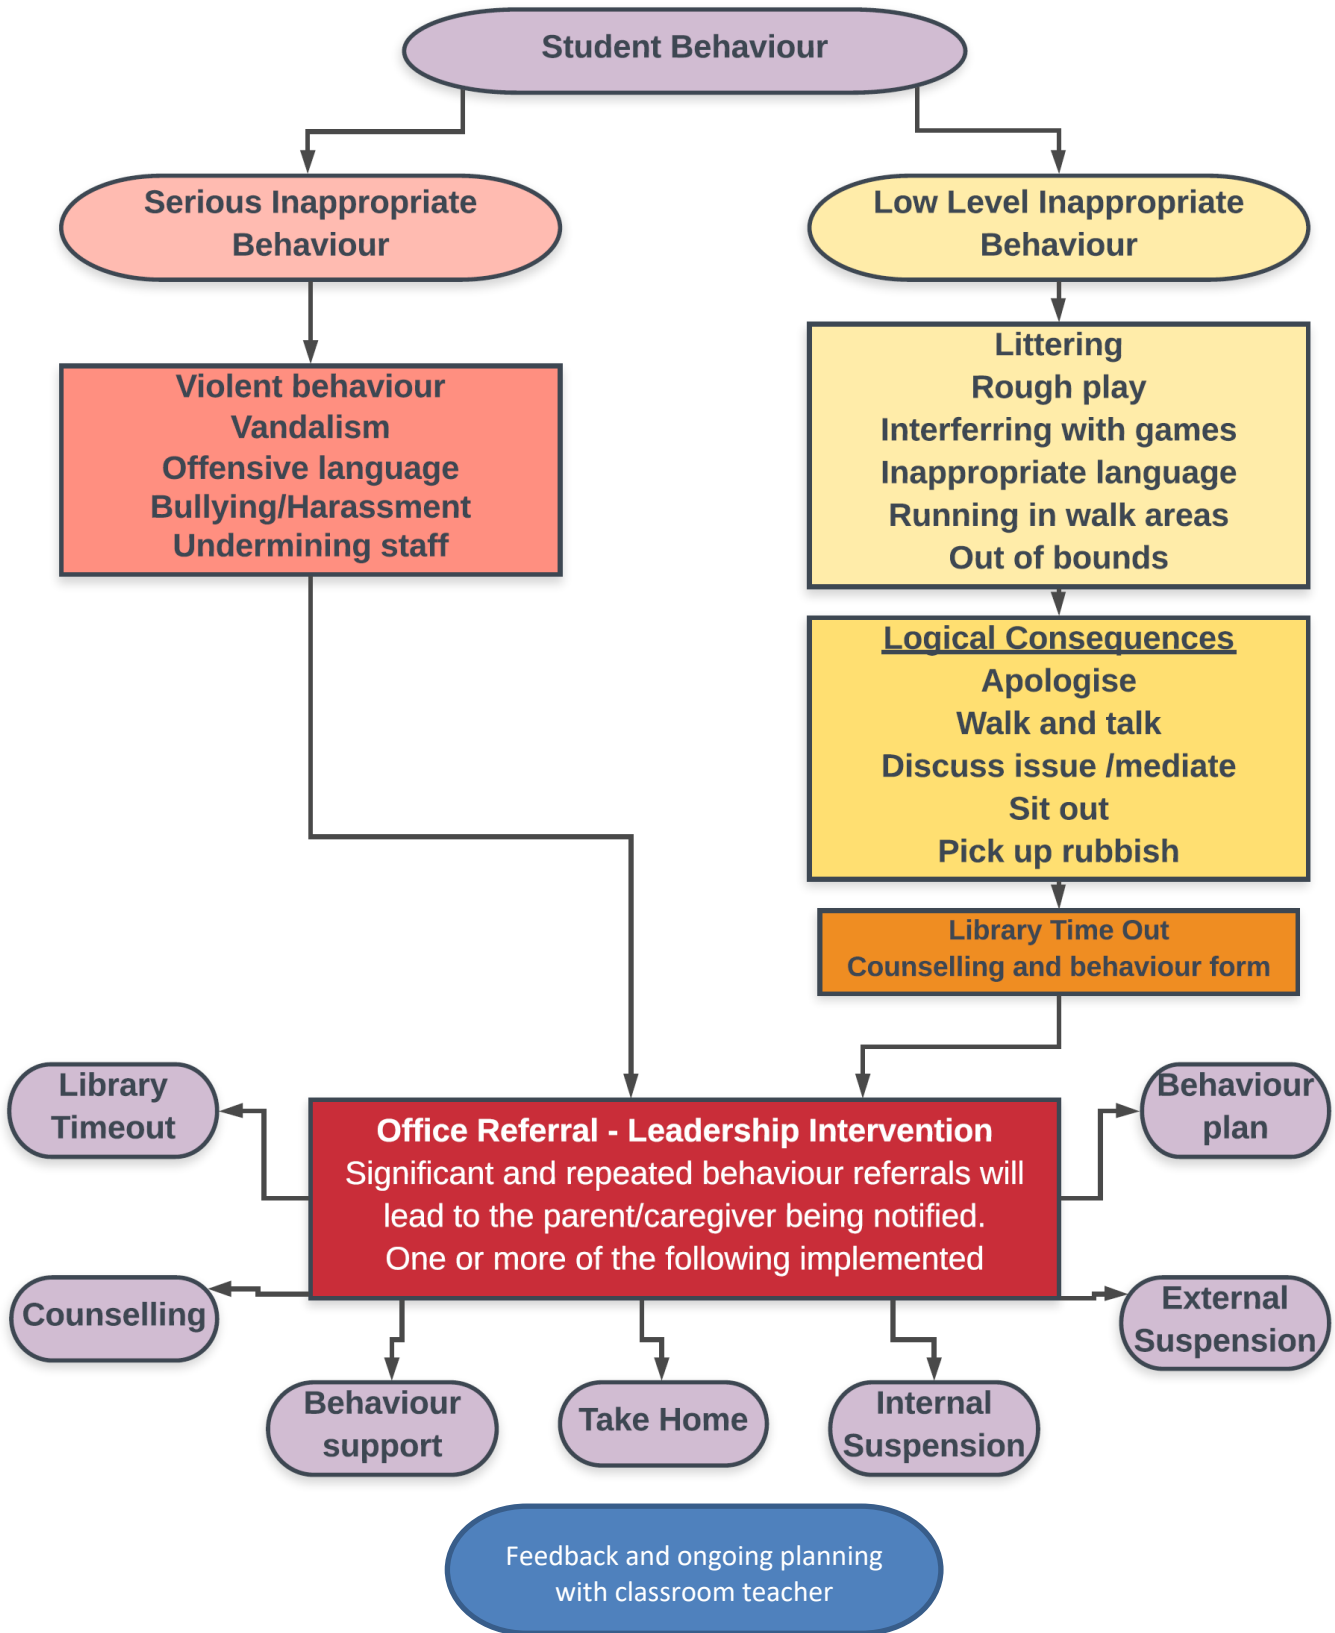 Student Behaviour
Serious Inappropriate
Behaviour
Low Level Inappropriate
Behaviour
Violent behaviour
Vandalism
Offensive language
Bullying/Harassment
Undermining staff
Littering
Rough play
Interferring with games
Inappropriate language
Running in walk areas
Out of bounds
Logical Consequences
Apologise
Walk and talk
Discuss issue /mediate
Sit out
Pick up rubbish
Library Time Out
Counselling and behaviour form
Library
Timeout
Behaviour
plan
Office Referral - Leadership Intervention
Significant and repeated behaviour referrals will
lead to the parent/caregiver being notified.
One or more of the following implemented
Counselling
External
Suspension
Behaviour
support
Take Home
Internal
Suspension
Feedback and ongoing planning
with classroom teacher